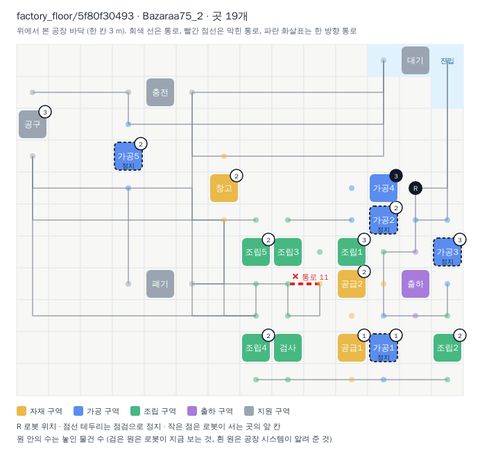 factory_floor/5f80f30493 · Bazaraa75_2 · 곳 19개
위에서 본 공장 바닥 (한 칸 3 m). 회색 선은 통로, 빨간 점선은 막힌 통로, 파란 화살표는 한 방향 통로
대기
진입
충전
3
공구
2
가공5
정지
2
창고
3
가공4
R
2
가공2
정지
2
조립5
조립3
3
조립1
3
가공3
정지
✕ 통로 11
폐기
2
공급2
출하
2
조립4
검사
1
공급1
1
가공1
정지
2
조립2
자재 구역
가공 구역
조립 구역
출하 구역
지원 구역
R 로봇 위치 · 점선 테두리는 점검으로 정지 · 작은 점은 로봇이 서는 곳의 앞 칸
원 안의 수는 놓인 물건 수 (검은 원은 로봇이 지금 보는 것, 흰 원은 공장 시스템이 알려 준 것)